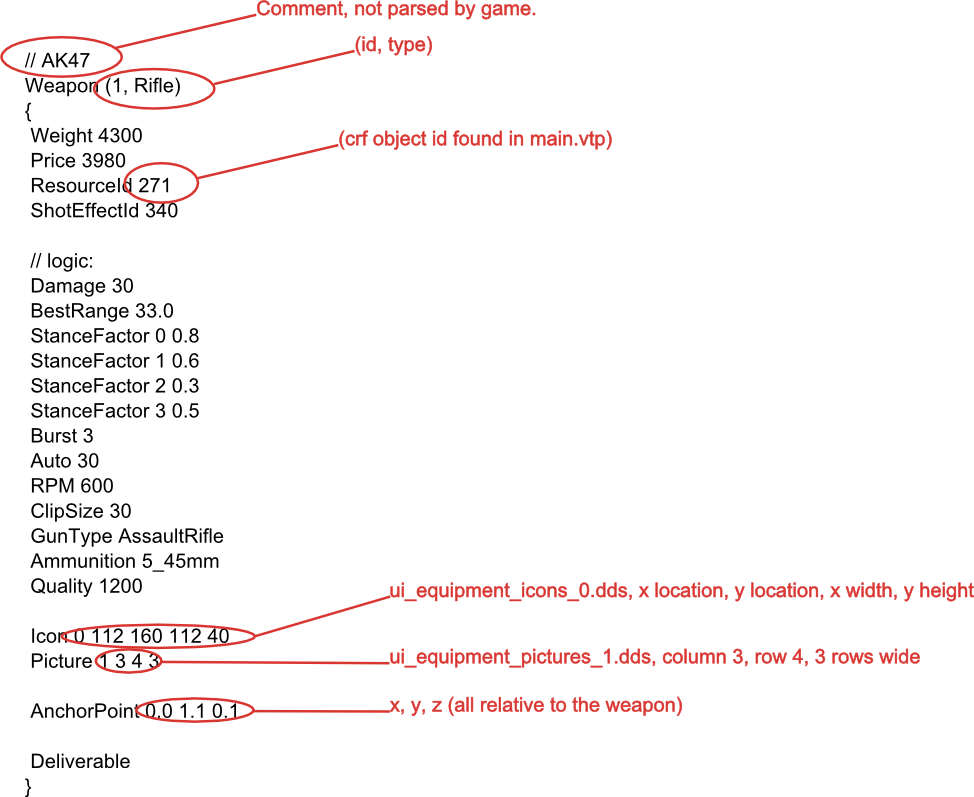 Comment, not parsed by game.
// AK47
(id, type)
Weapon (1, Rifle)
{
Weight 4300
(crf object id found in main.vtp)
Price 3980
ResourceId 271
ShotEffectId 340
// logic:
Damage 30
BestRange 33.0
StanceFactor 0 0.8
StanceFactor 1 0.6
StanceFactor 2 0.3
StanceFactor 3 0.5
Burst 3
Auto 30
RPM 600
ClipSize 30
GunType AssaultRifle
Ammunition 5_45mm
Quality 1200
ui_equipment_icons_0.dds, x location, y location, x width, y height
Icon 0 112 160 112 40
Picture 1 3 4 3
ui_equipment_pictures_1.dds, column 3, row 4, 3 rows wide
AnchorPoint 0.0 1.1 0.1
x, y, z (all relative to the weapon)
Deliverable
}